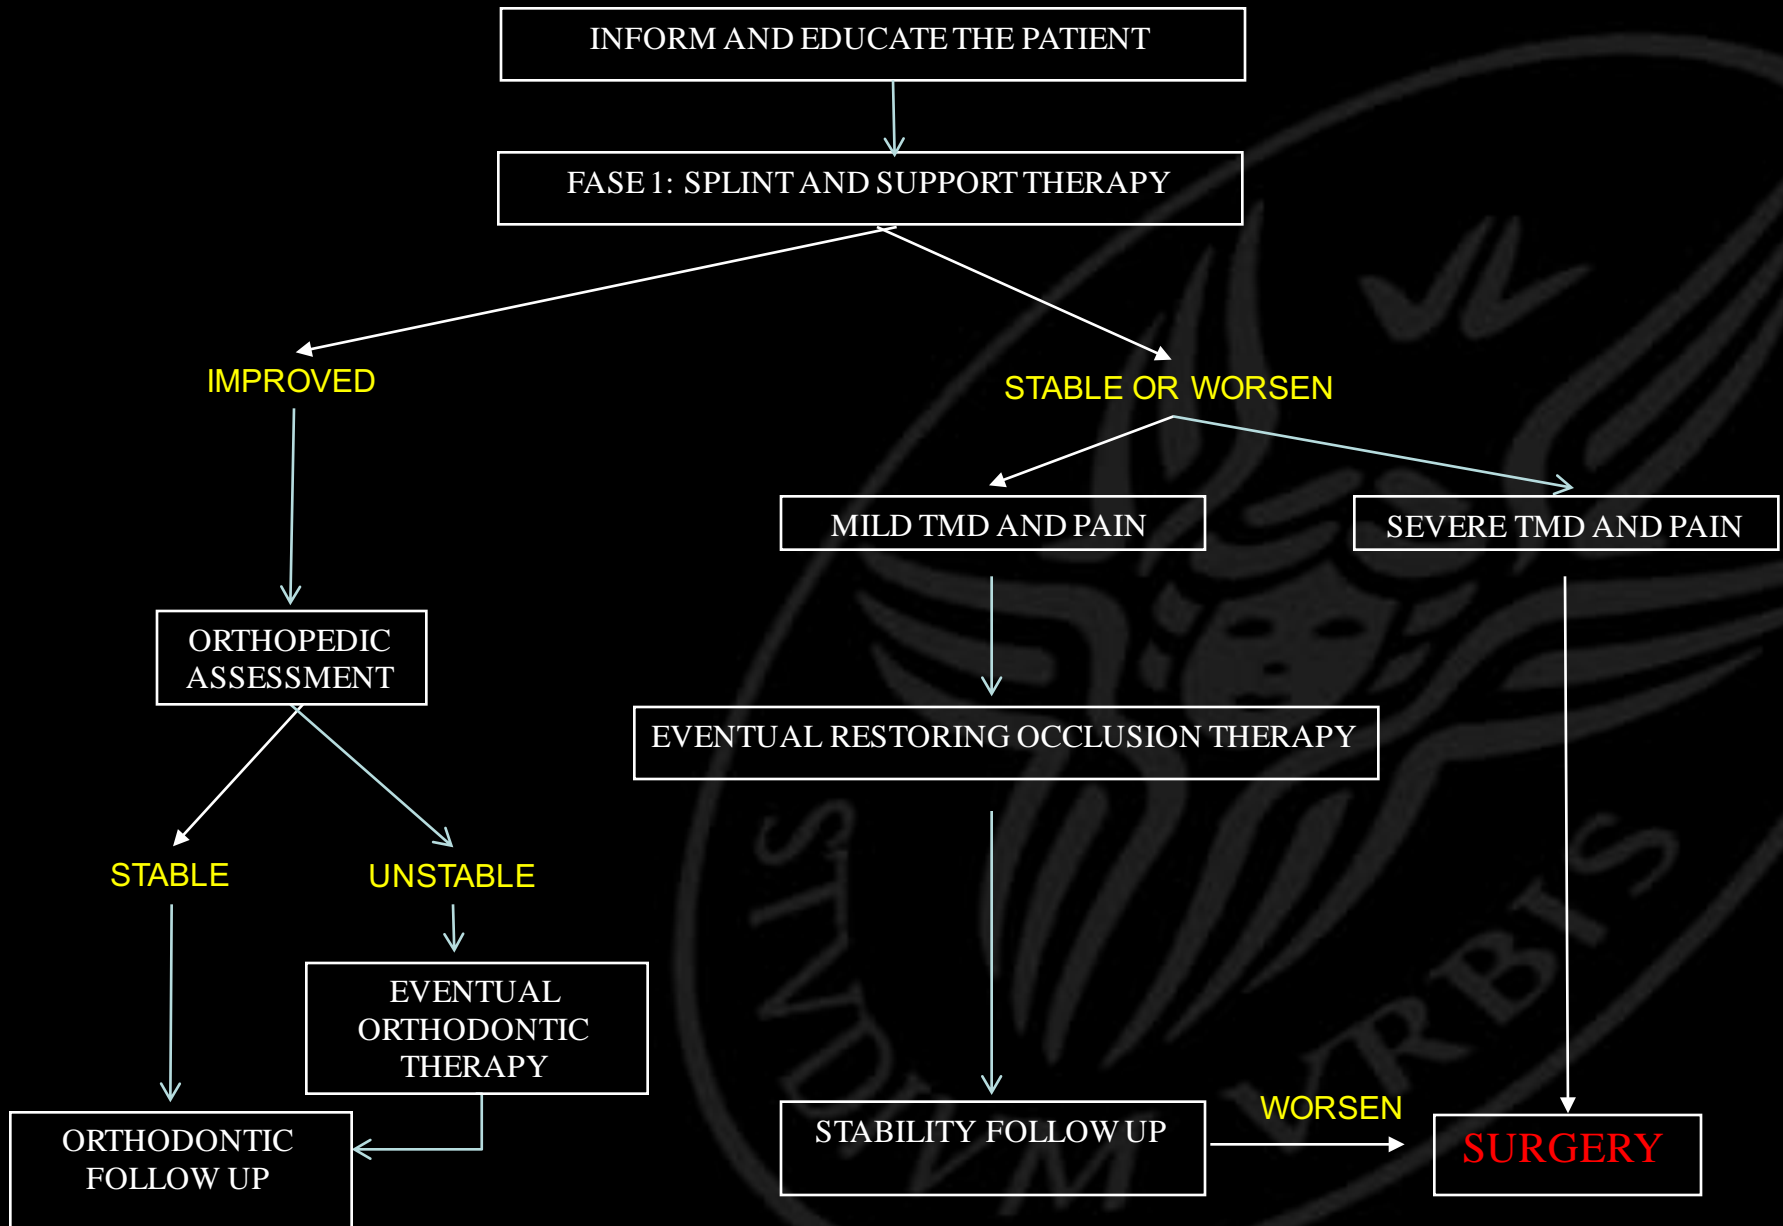 INFORM AND EDUCATE THE PATIENT
FASE 1: SPLINT AND SUPPORT THERAPY
IMPROVED
STABLE OR WORSEN
MILD TMD AND PAIN
SEVERE TMD AND PAIN
ORTHOPEDIC
ASSESSMENT
EVENTUAL RESTORING OCCLUSION THERAPY
STABLE
UNSTABLE
EVENTUAL
ORTHODONTIC
THERAPY
ORTHODONTIC
FOLLOW UP
STABILITY FOLLOW UP
WORSEN
SURGERY
STVDIVM VRBIS